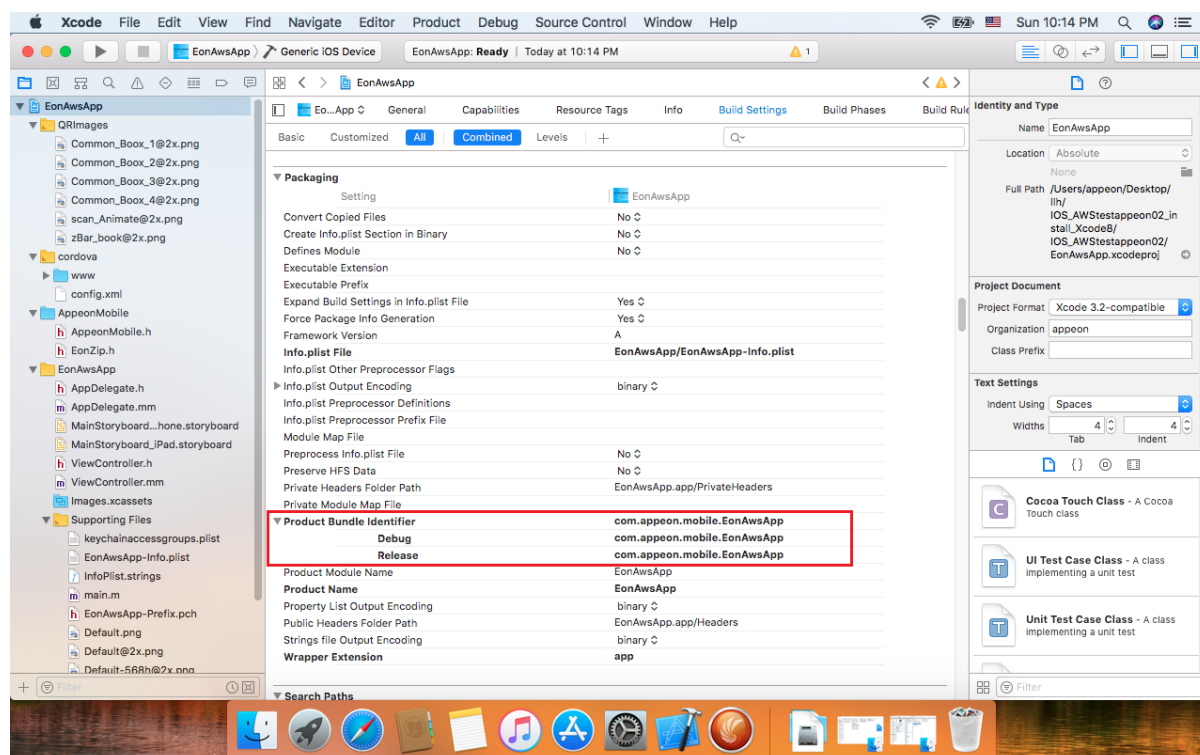 Xcode File Edit View Find Navigate Editor Product Debug Source Control Window Help Sun 10:14 PM
EonAwsApp Generic iOS Device EonAwsApp: Ready | Today at 10:14 PM 1
EonAwsApp
QRImages
Common_Boox_1@2x.png
Common_Boox_2@2x.png
Common_Boox_3@2x.png
Common_Boox_4@2x.png
scan_Animate@2x.png
zBar_book@2x.png
cordova
www
config.xml
AppeonMobile
h AppeonMobile.h
h EonZip.h
EonAwsApp
h AppDelegate.h
m AppDelegate.mm
MainStoryboard...hone.storyboard
MainStoryboard_iPad.storyboard
h ViewController.h
m ViewController.mm
Images.xcassets
Supporting Files
keychainaccessgroups.plist
EonAwsApp-Info.plist
InfoPlist.strings
m main.m
h EonAwsApp-Prefix.pch
Default.png
Default@2x.png
Default-568h@2x.png
Filter
EonAwsApp
Eo...App General Capabilities Resource Tags Info Build Settings Build Phases Build Rule
Basic Customized All Combined Levels +
Packaging
Setting EonAwsApp
Convert Copied Files No
Create Info.plist Section in Binary No
Defines Module No
Executable Extension
Executable Prefix
Expand Build Settings in Info.plist File Yes
Force Package Info Generation Yes
Framework Version A
Info.plist File EonAwsApp/EonAwsApp-Info.plist
Info.plist Other Preprocessor Flags
Info.plist Output Encoding binary
Info.plist Preprocessor Definitions
Info.plist Preprocessor Prefix File
Module Map File
Preprocess Info.plist File No
Preserve HFS Data No
Private Headers Folder Path EonAwsApp.app/PrivateHeaders
Private Module Map File
Product Bundle Identifier com.appeon.mobile.EonAwsApp
Debug com.appeon.mobile.EonAwsApp
Release com.appeon.mobile.EonAwsApp
Product Module Name EonAwsApp
Product Name EonAwsApp
Property List Output Encoding binary
Public Headers Folder Path EonAwsApp.app/Headers
Strings file Output Encoding binary
Wrapper Extension app
Search Paths
Identity and Type
Name EonAwsApp
Location Absolute
None
Full Path /Users/appeon/Desktop/
llh/
IOS_AWStestappeon02_in
stall_Xcode8/
IOS_AWStestappeon02/
EonAwsApp.xcodeproj
Project Document
Project Format Xcode 3.2-compatible
Organization appeon
Class Prefix
Text Settings
Indent Using Spaces
Widths 4 4
Tab Indent
{}
C Cocoa Touch Class - A Cocoa
Touch class
T UI Test Case Class - A class
implementing a unit test
T Unit Test Case Class - A class
implementing a unit test
Filter